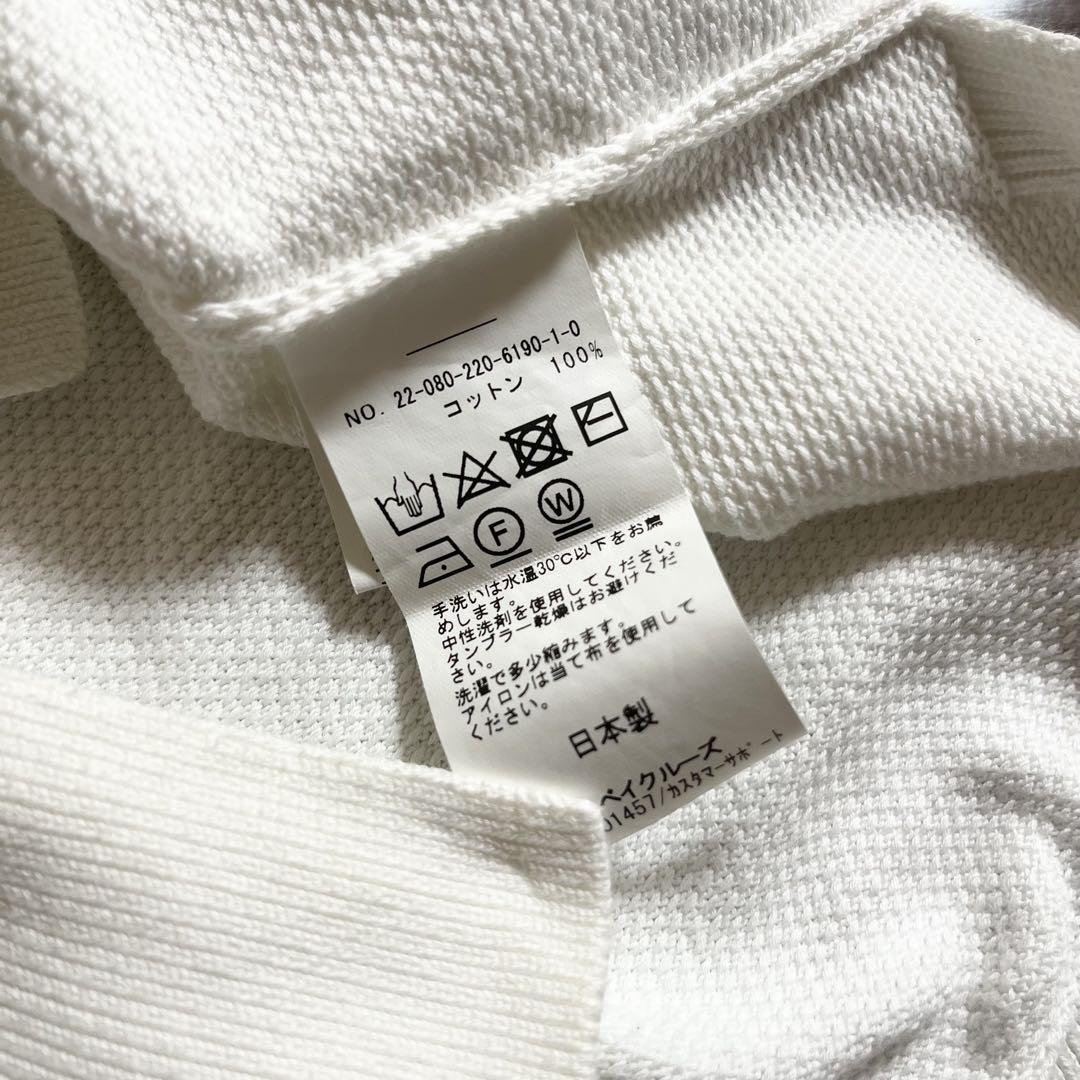 NO. 22-080-220-6190-1-0
コットン 100%
F W
手洗いは水温30℃以下をお薦
めします。
中性洗剤を使用してください。
タンブラー乾燥はお避けくだ
さい。
洗濯で多少縮みます。
アイロンは当て布を使用して
ください。
日本製
ベイクルーズ
01457/カスタマーサポート